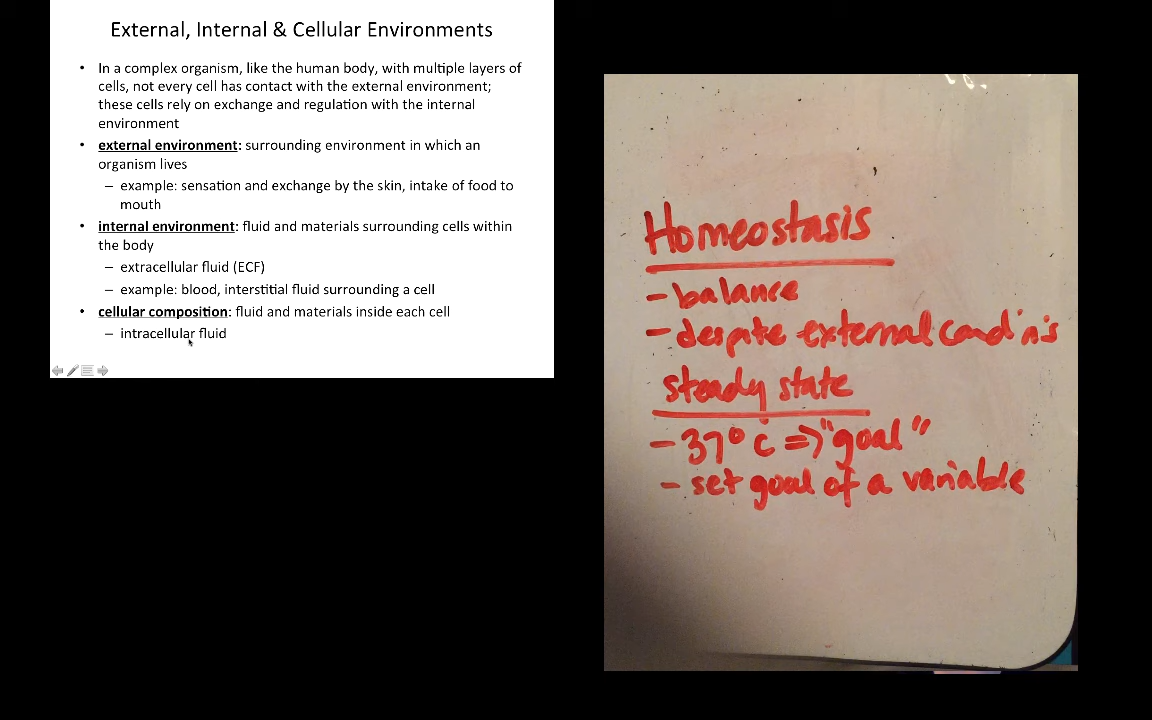 External, Internal & Cellular Environments
• In a complex organism, like the human body, with multiple layers of
cells, not every cell has contact with the external environment;
these cells rely on exchange and regulation with the internal
environment
• external environment: surrounding environment in which an
organism lives
– example: sensation and exchange by the skin, intake of food to
mouth
• internal environment: fluid and materials surrounding cells within
the body
– extracellular fluid (ECF)
– example: blood, interstitial fluid surrounding a cell
• cellular composition: fluid and materials inside each cell
– intracellular fluid
Homeostasis
- balance
- despite external cond'n's
steady state
- 37° C => "goal"
- set goal of a variable